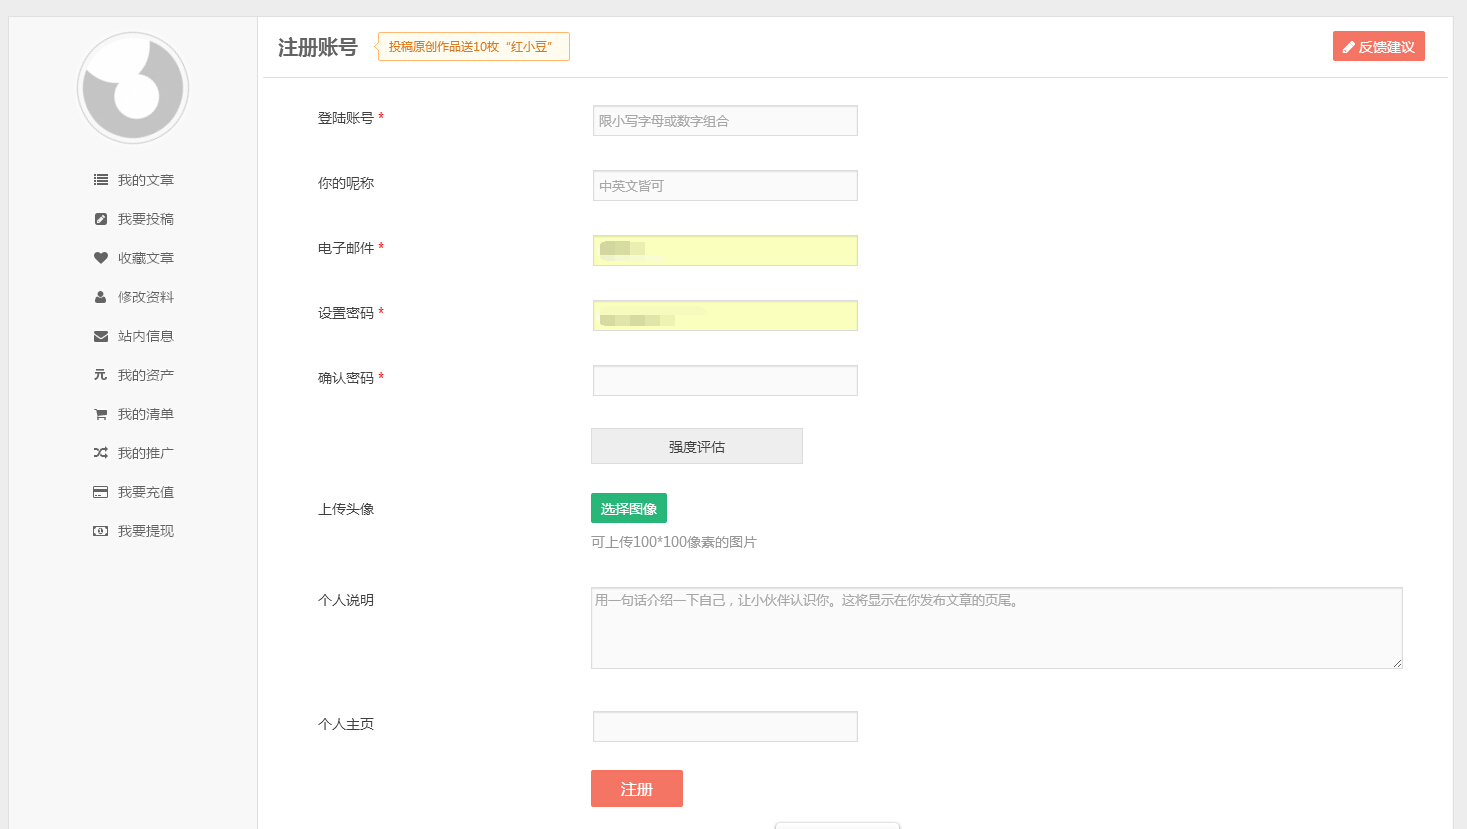 注册账号
投稿原创作品送10枚“红小豆”
反馈建议
我的文章
我要投稿
收藏文章
修改资料
站内信息
元 我的资产
我的清单
我的推广
我要充值
我要提现
登陆账号 *
限小写字母或数字组合
你的呢称
中英文皆可
电子邮件 *
设置密码 *
确认密码 *
强度评估
上传头像
选择图像
可上传100*100像素的图片
个人说明
用一句话介绍一下自己，让小伙伴认识你。这将显示在你发布文章的页尾。
个人主页
注册